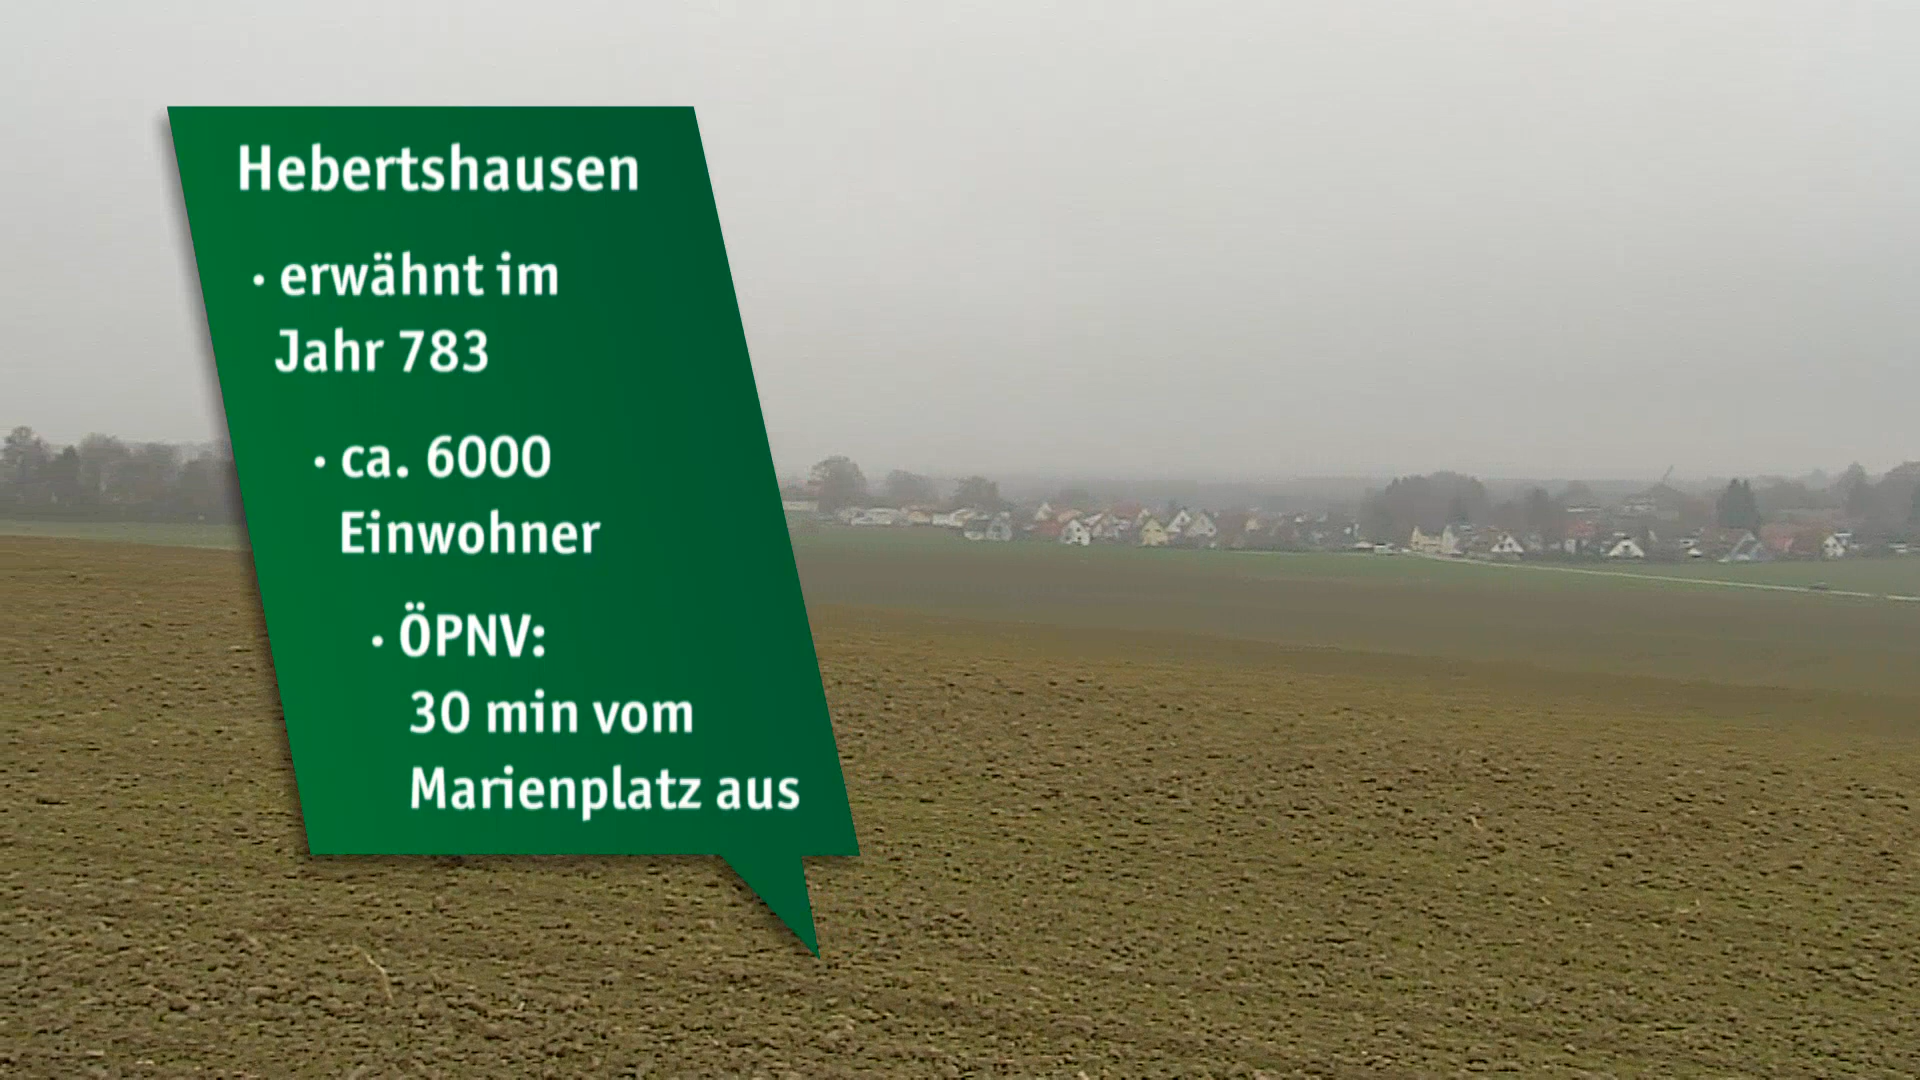 Hebertshausen
· erwähnt im
Jahr 783
· ca. 6000
Einwohner
· ÖPNV:
30 min vom
Marienplatz aus